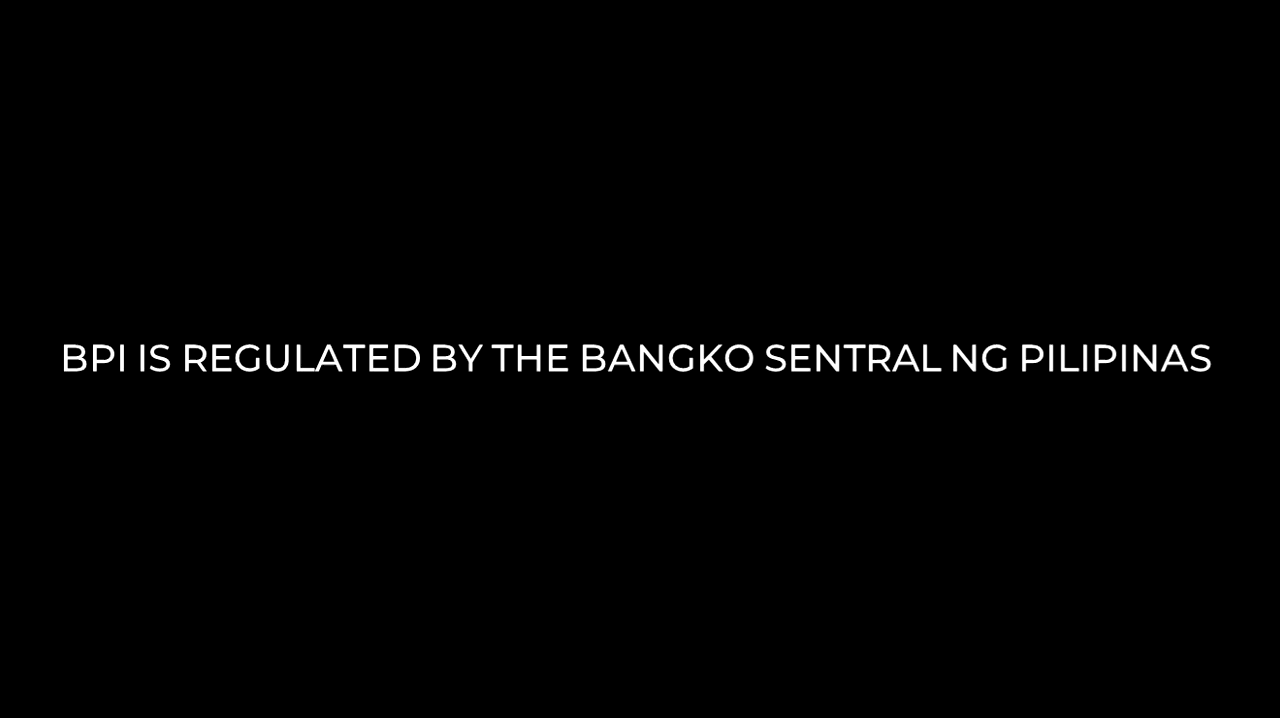 BPI IS REGULATED BY THE BANGKO SENTRAL NG PILIPINAS